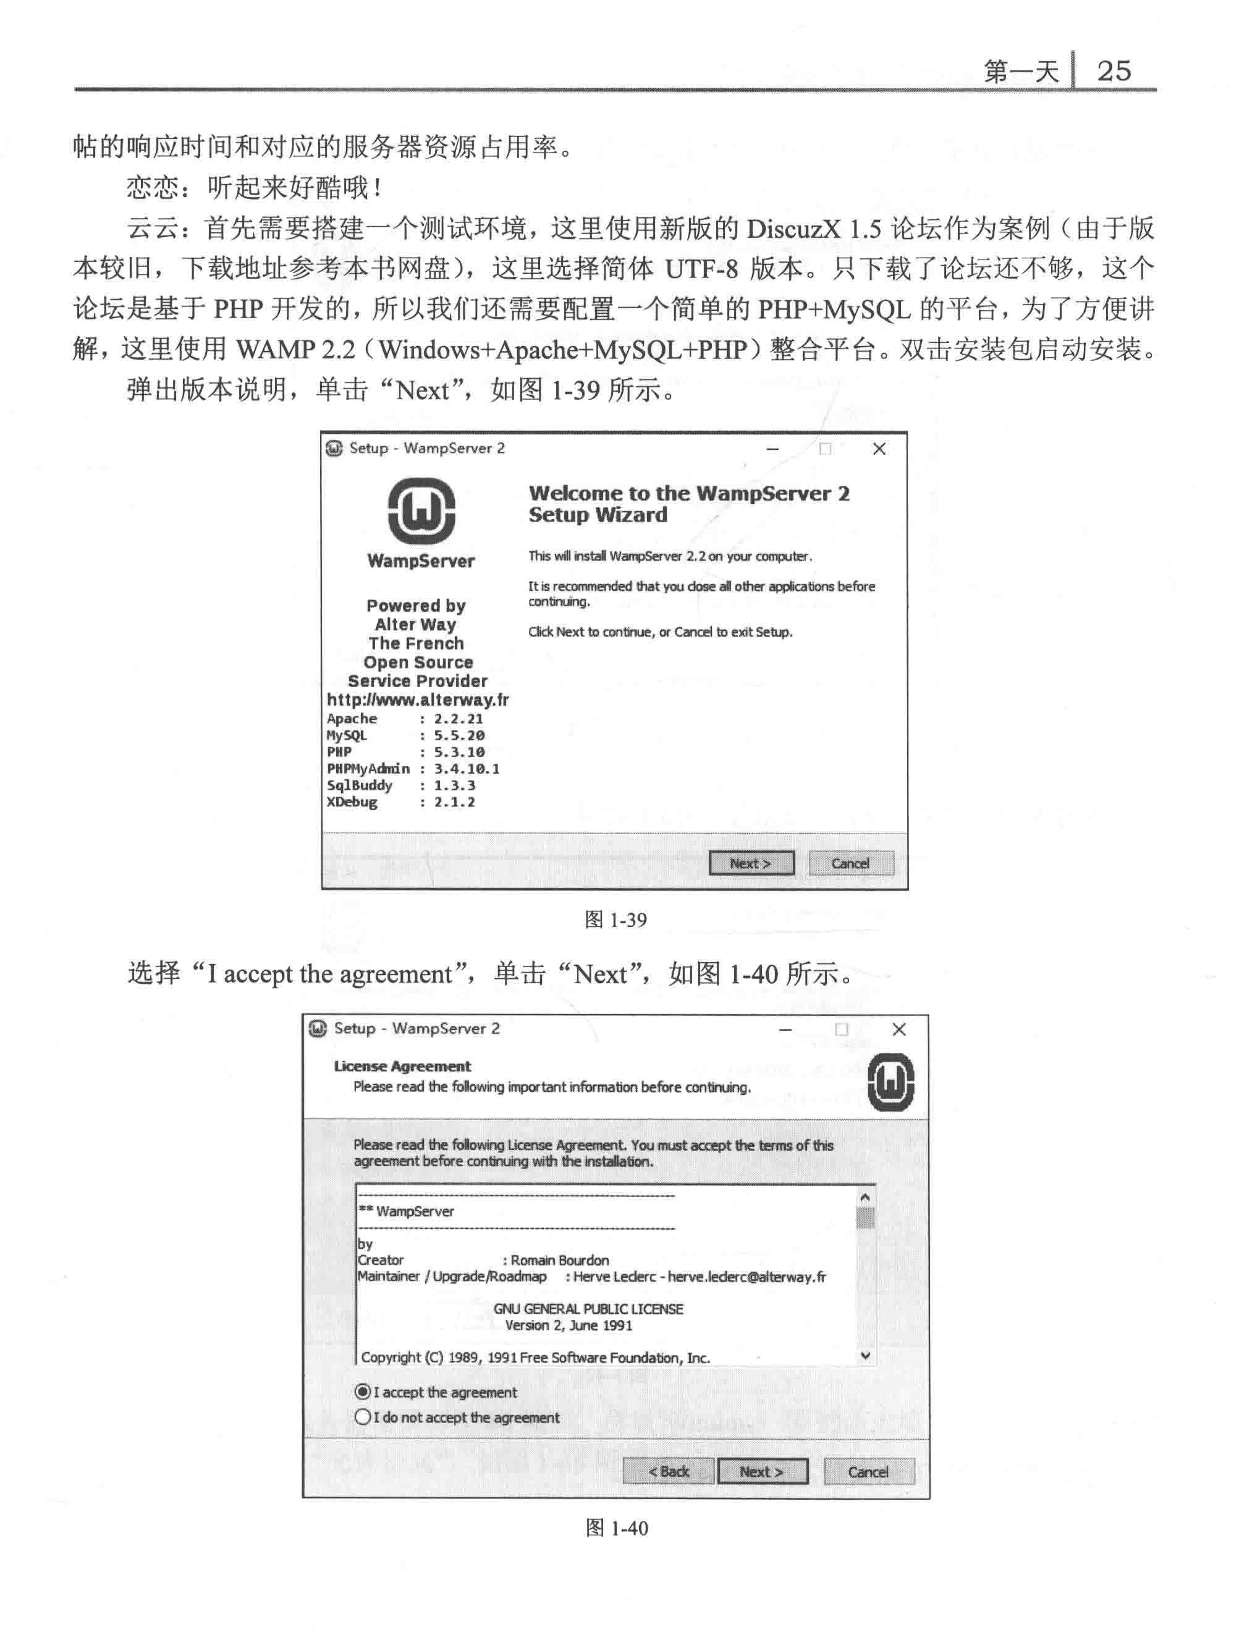 第一天 25
帖的响应时间和对应的服务器资源占用率。
恋恋：听起来好酷哦！
云云：首先需要搭建一个测试环境，这里使用新版的 DiscuzX 1.5 论坛作为案例（由于版
本较旧，下载地址参考本书网盘），这里选择简体 UTF-8 版本。只下载了论坛还不够，这个
论坛是基于 PHP 开发的，所以我们还需要配置一个简单的 PHP+MySQL 的平台，为了方便讲
解，这里使用 WAMP 2.2（Windows+Apache+MySQL+PHP）整合平台。双击安装包启动安装。
弹出版本说明，单击“Next”，如图 1-39 所示。
Setup - WampServer 2
WampServer
Powered by
Alter Way
The French
Open Source
Service Provider
http://www.alterway.fr
Apache : 2.2.21
MySQL : 5.5.20
PHP : 5.3.10
PHPMyAdmin : 3.4.10.1
SqlBuddy : 1.3.3
XDebug : 2.1.2
Welcome to the WampServer 2
Setup Wizard
This will install WampServer 2.2 on your computer.
It is recommended that you close all other applications before
continuing.
Click Next to continue, or Cancel to exit Setup.
Next > Cancel
图 1-39
选择“I accept the agreement”，单击“Next”，如图 1-40 所示。
Setup - WampServer 2
License Agreement
Please read the following important information before continuing.
Please read the following License Agreement. You must accept the terms of this
agreement before continuing with the installation.
** WampServer
by
Creator : Romain Bourdon
Maintainer / Upgrade/Roadmap : Herve Leclerc - herve.leclerc@alterway.fr
GNU GENERAL PUBLIC LICENSE
Version 2, June 1991
Copyright (C) 1989, 1991 Free Software Foundation, Inc.
I accept the agreement
I do not accept the agreement
< Back Next > Cancel
图 1-40